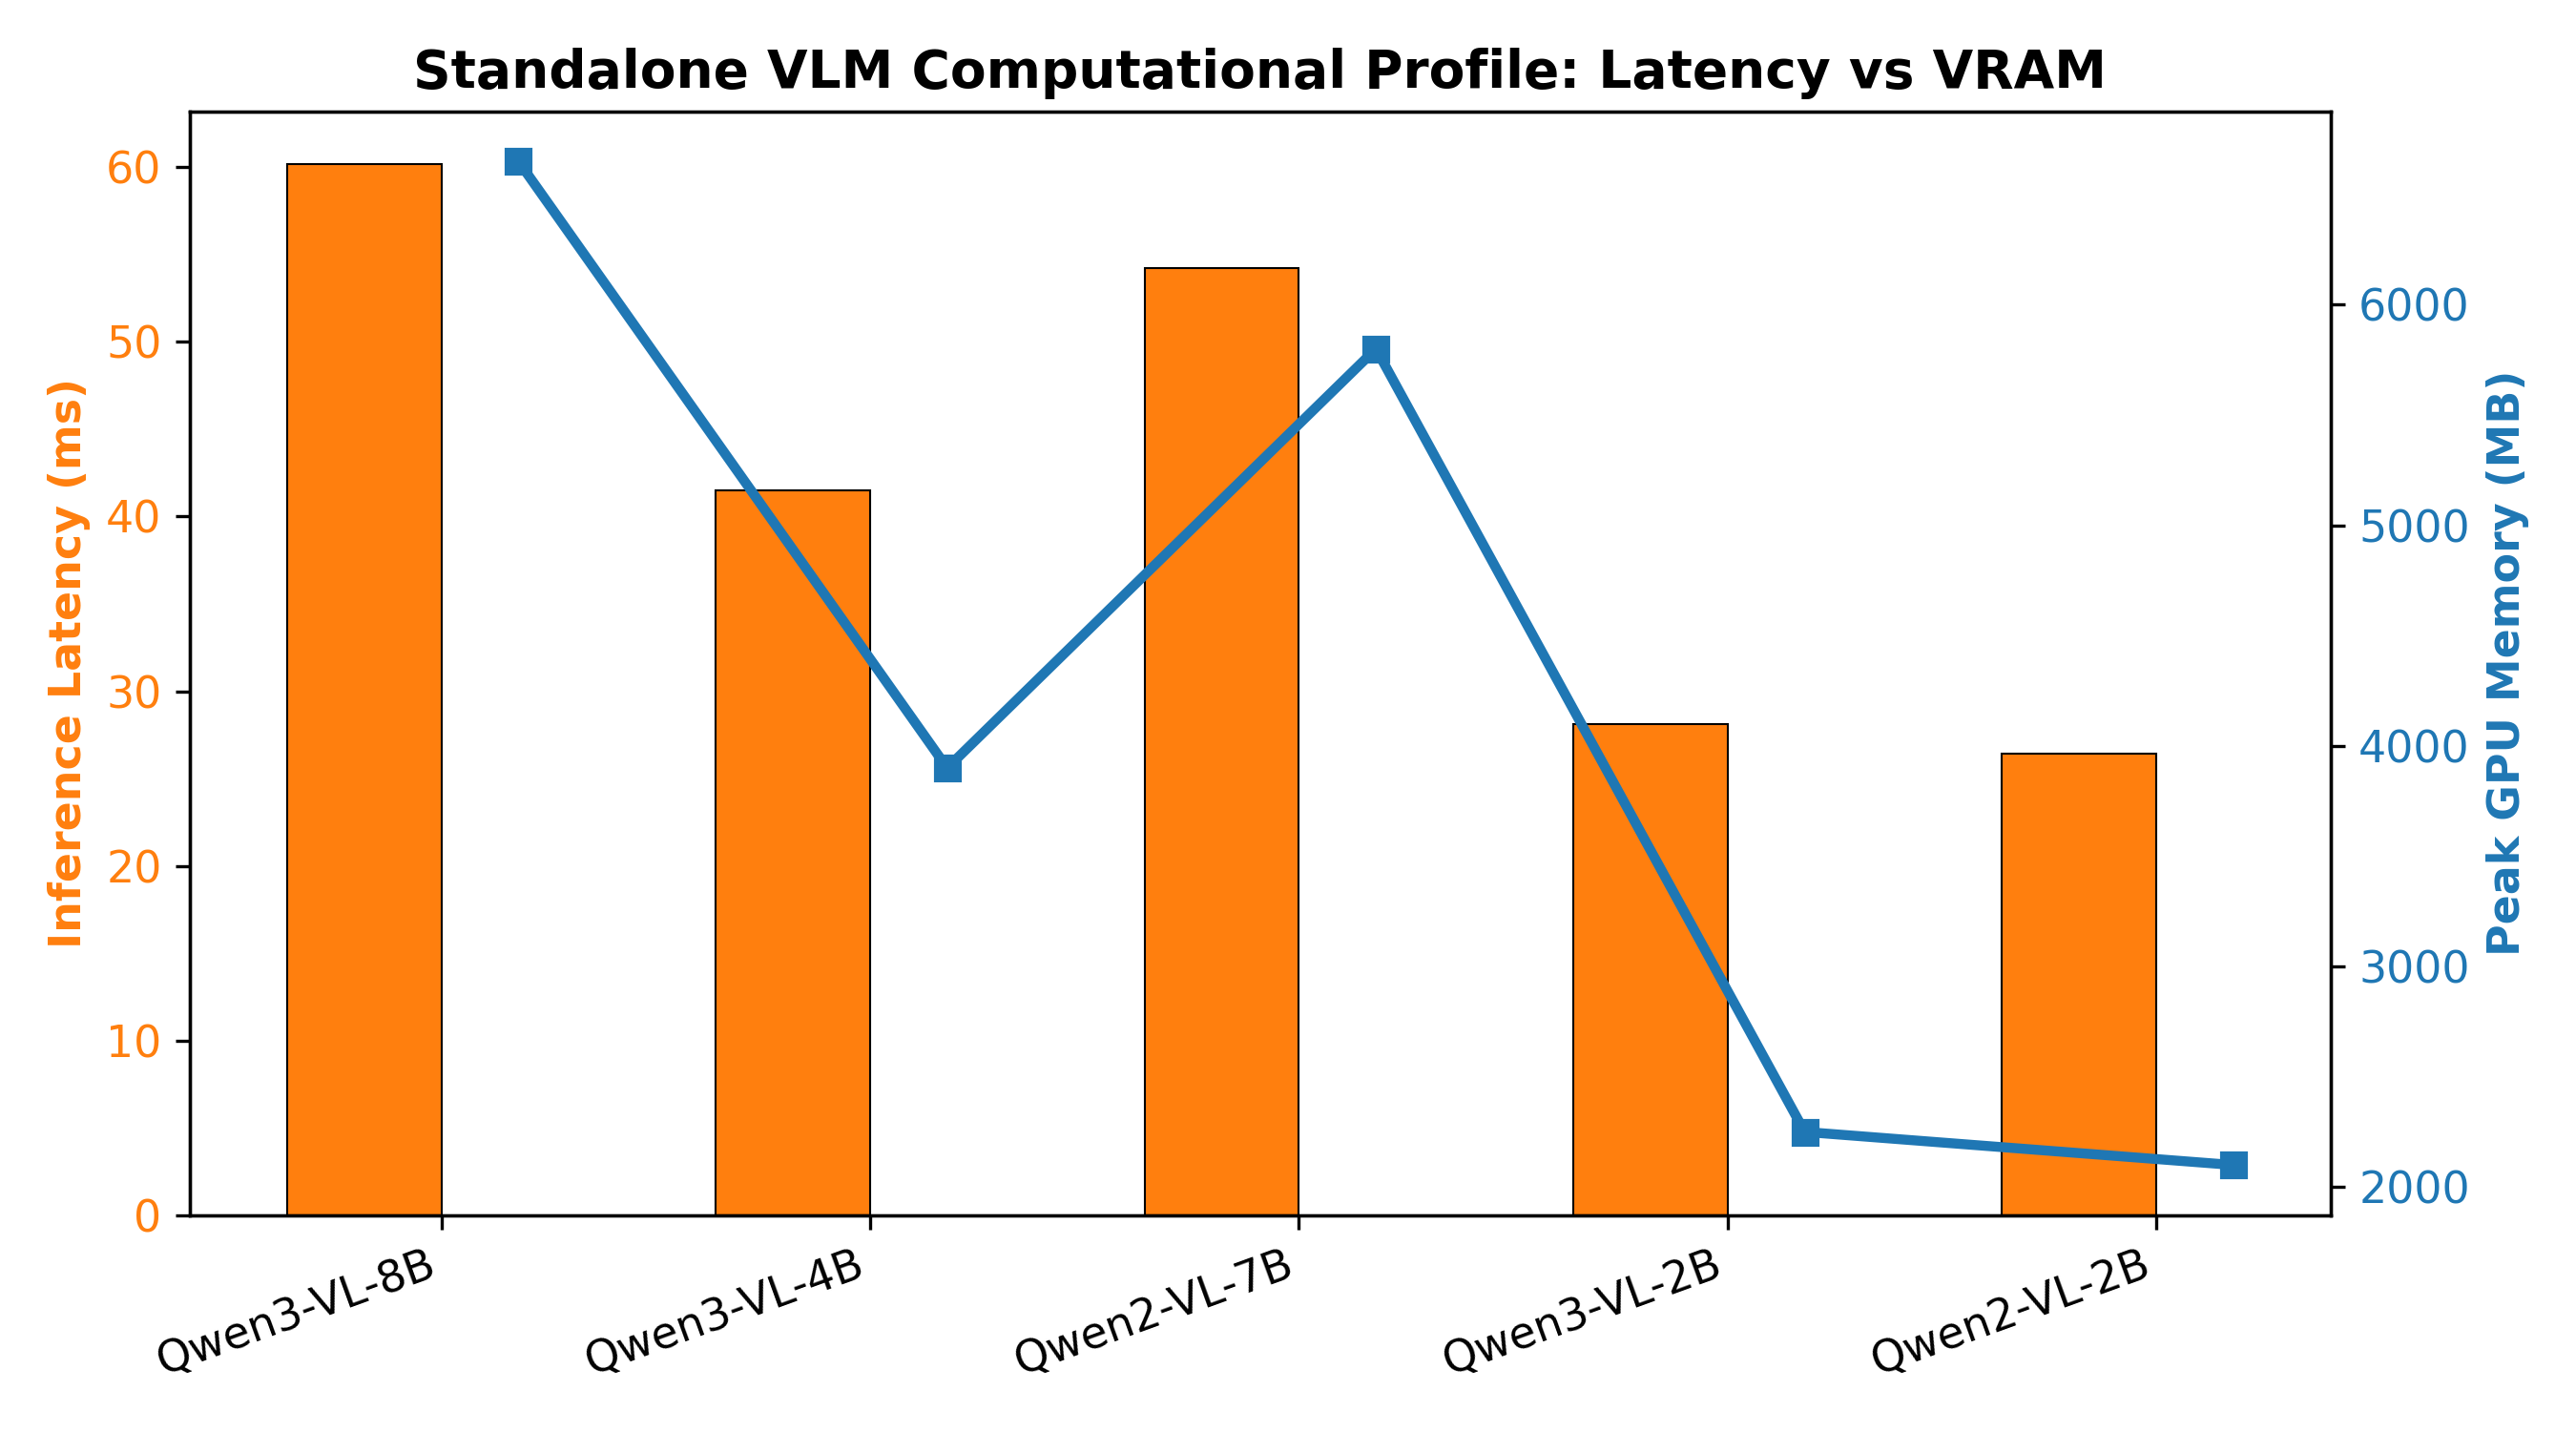 Standalone VLM Computational Profile: Latency vs VRAM
Inference Latency (ms)
60
50
40
30
20
10
0
6000
5000
4000
3000
2000
Peak GPU Memory (MB)
Qwen3-VL-8B
Qwen3-VL-4B
Qwen2-VL-7B
Qwen3-VL-2B
Qwen2-VL-2B